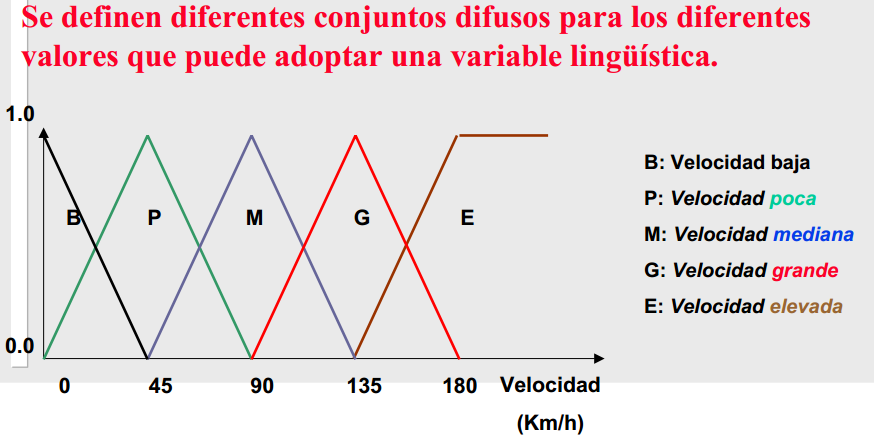 Se definen diferentes conjuntos difusos para los diferentes
valores que puede adoptar una variable lingüística.
1.0
B P M G E
0.0
0 45 90 135 180 Velocidad
(Km/h)
B: Velocidad baja
P: Velocidad poca
M: Velocidad mediana
G: Velocidad grande
E: Velocidad elevada